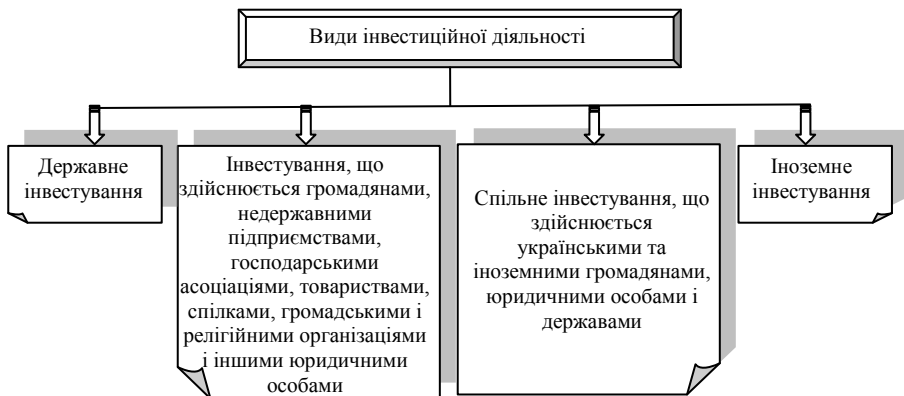 Види інвестиційної діяльності
Державне
інвестування
Інвестування, що
здійснюється громадянами,
недержавними
підприємствами,
господарськими
асоціаціями, товариствами,
спілками, громадськими і
релігійними організаціями
і іншими юридичними
особами
Спільне інвестування, що
здійснюється
українськими та
іноземними громадянами,
юридичними особами і
державами
Іноземне
інвестування